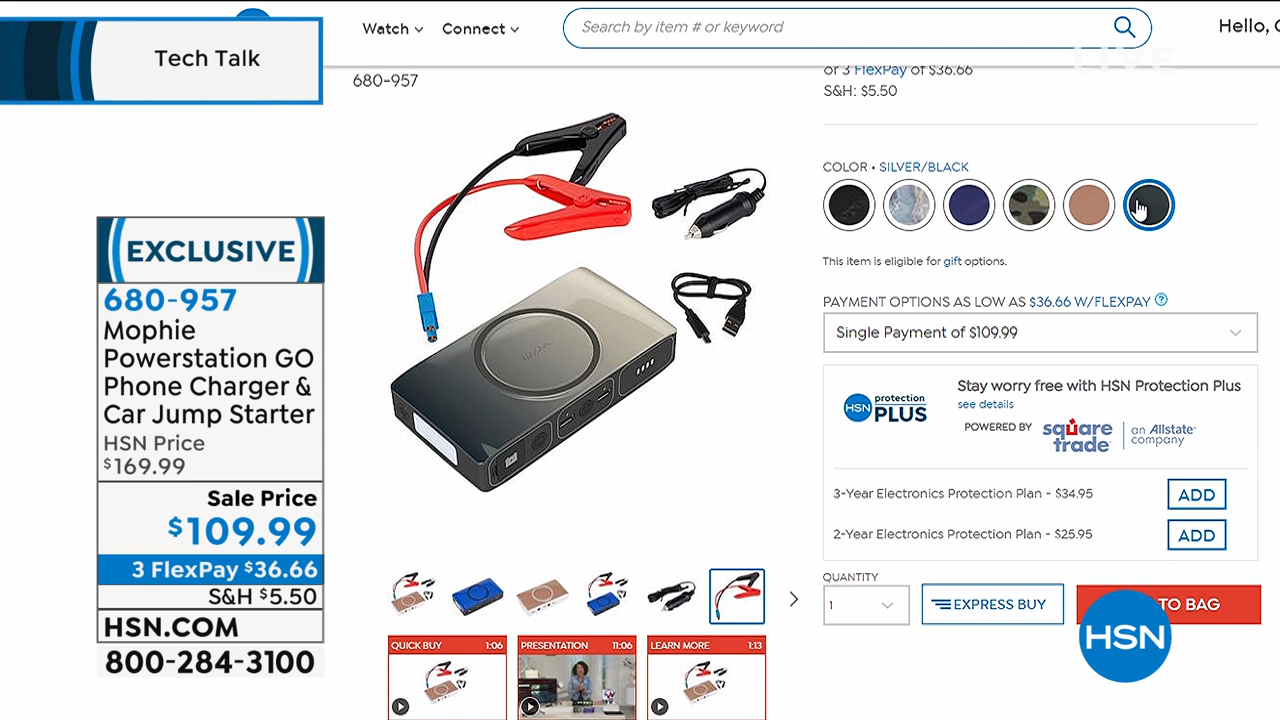 Tech Talk
Watch
Connect
Search by item # or keyword
Hello,
LIVE
680-957
or 3 FlexPay of $36.66
S&H: $5.50
COLOR • SILVER/BLACK
This item is eligible for gift options.
PAYMENT OPTIONS AS LOW AS $36.66 W/FLEXPAY ?
Single Payment of $109.99
HSN protection PLUS
Stay worry free with HSN Protection Plus
see details
POWERED BY
square trade
an Allstate company
3-Year Electronics Protection Plan - $34.95
ADD
2-Year Electronics Protection Plan - $25.95
ADD
QUANTITY
1
EXPRESS BUY
TO BAG
HSN
EXCLUSIVE
680-957
Mophie
Powerstation GO
Phone Charger &
Car Jump Starter
HSN Price
$169.99
Sale Price
$109.99
3 FlexPay $36.66
S&H $5.50
HSN.COM
800-284-3100
QUICK BUY 1:06
PRESENTATION 11:06
LEARN MORE 1:13